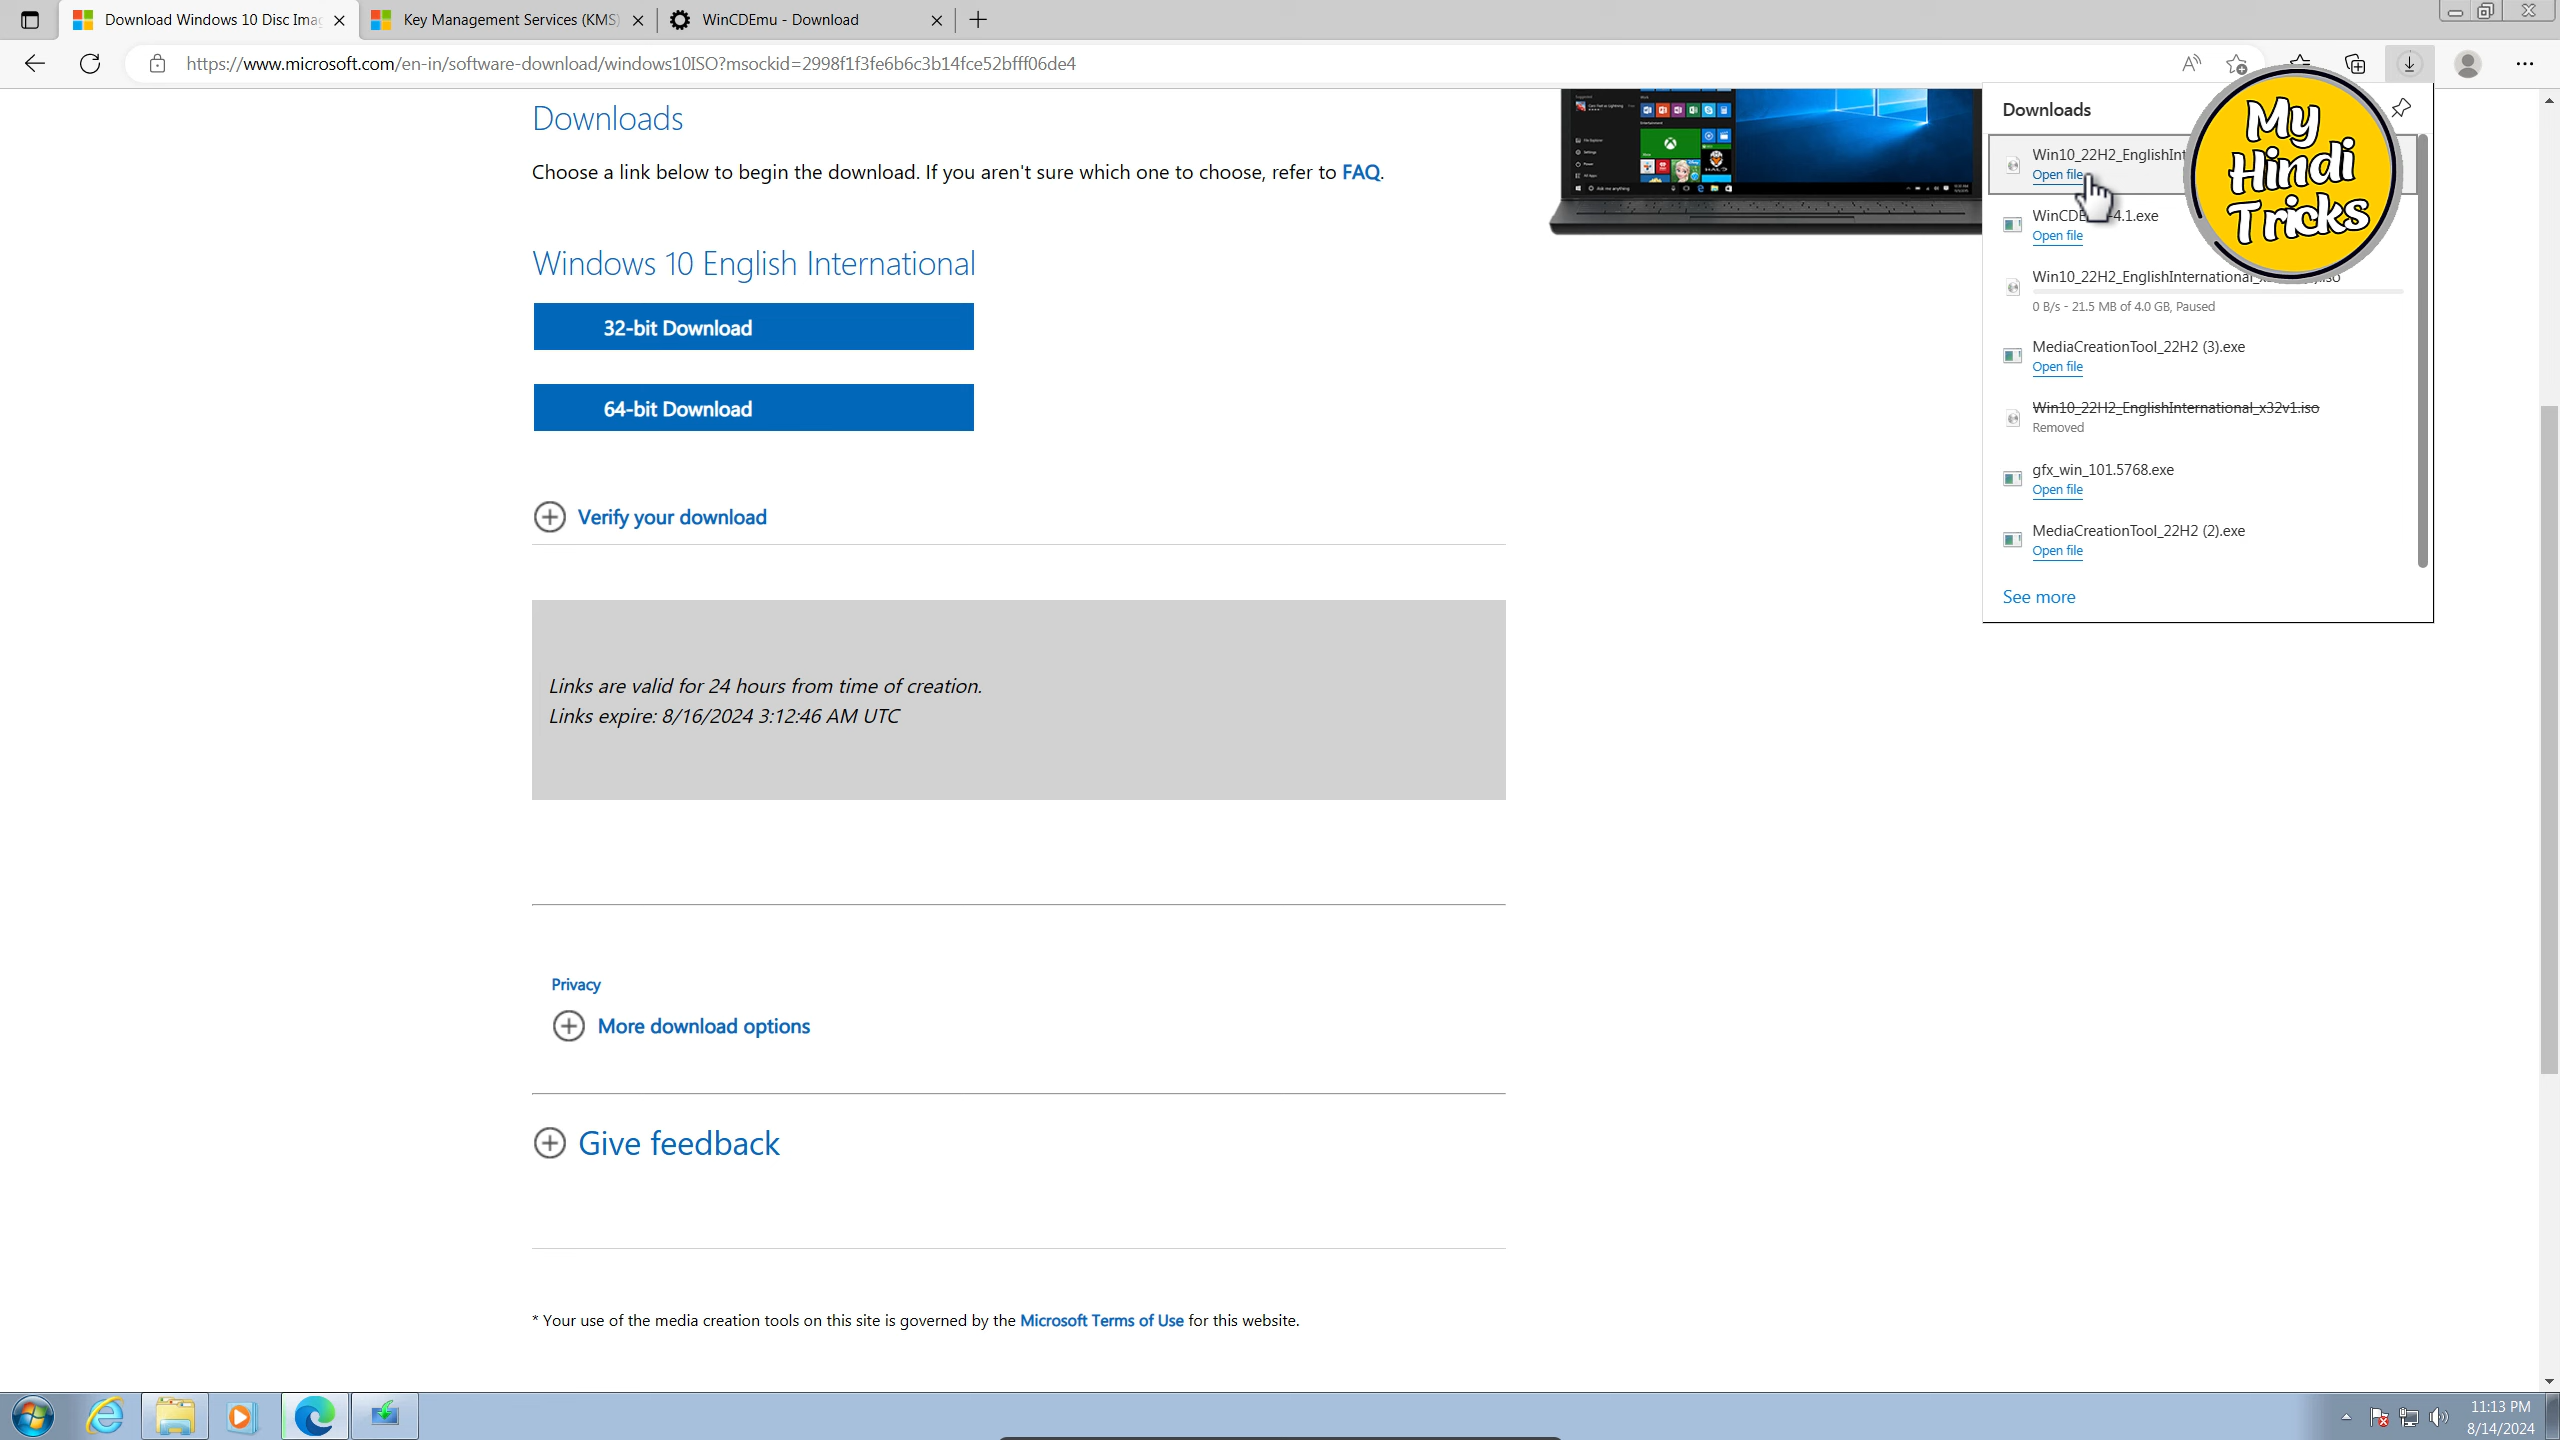 Download Windows 10 Disc Imag
Key Management Services (KMS)
WinCDEmu - Download
https://www.microsoft.com/en-in/software-download/windows10ISO?msockid=2998f1f3fe6b6c3b14fce52bfff06de4
Downloads
Choose a link below to begin the download. If you aren't sure which one to choose, refer to FAQ.
Windows 10 English International
32-bit Download
64-bit Download
Verify your download
Links are valid for 24 hours from time of creation.
Links expire: 8/16/2024 3:12:46 AM UTC
Privacy
More download options
Give feedback
* Your use of the media creation tools on this site is governed by the Microsoft Terms of Use for this website.
Downloads
Win10_22H2_EnglishInt
Open file
4.1.exe
Open file
Win10_22H2_EnglishInternational
0 B/s - 21.5 MB of 4.0 GB, Paused
MediaCreationTool_22H2 (3).exe
Open file
Win10_22H2_EnglishInternational_x32v1.iso
Removed
gfx_win_101.5768.exe
Open file
MediaCreationTool_22H2 (2).exe
Open file
See more
My
Hindi
Tricks
11:13 PM
8/14/2024